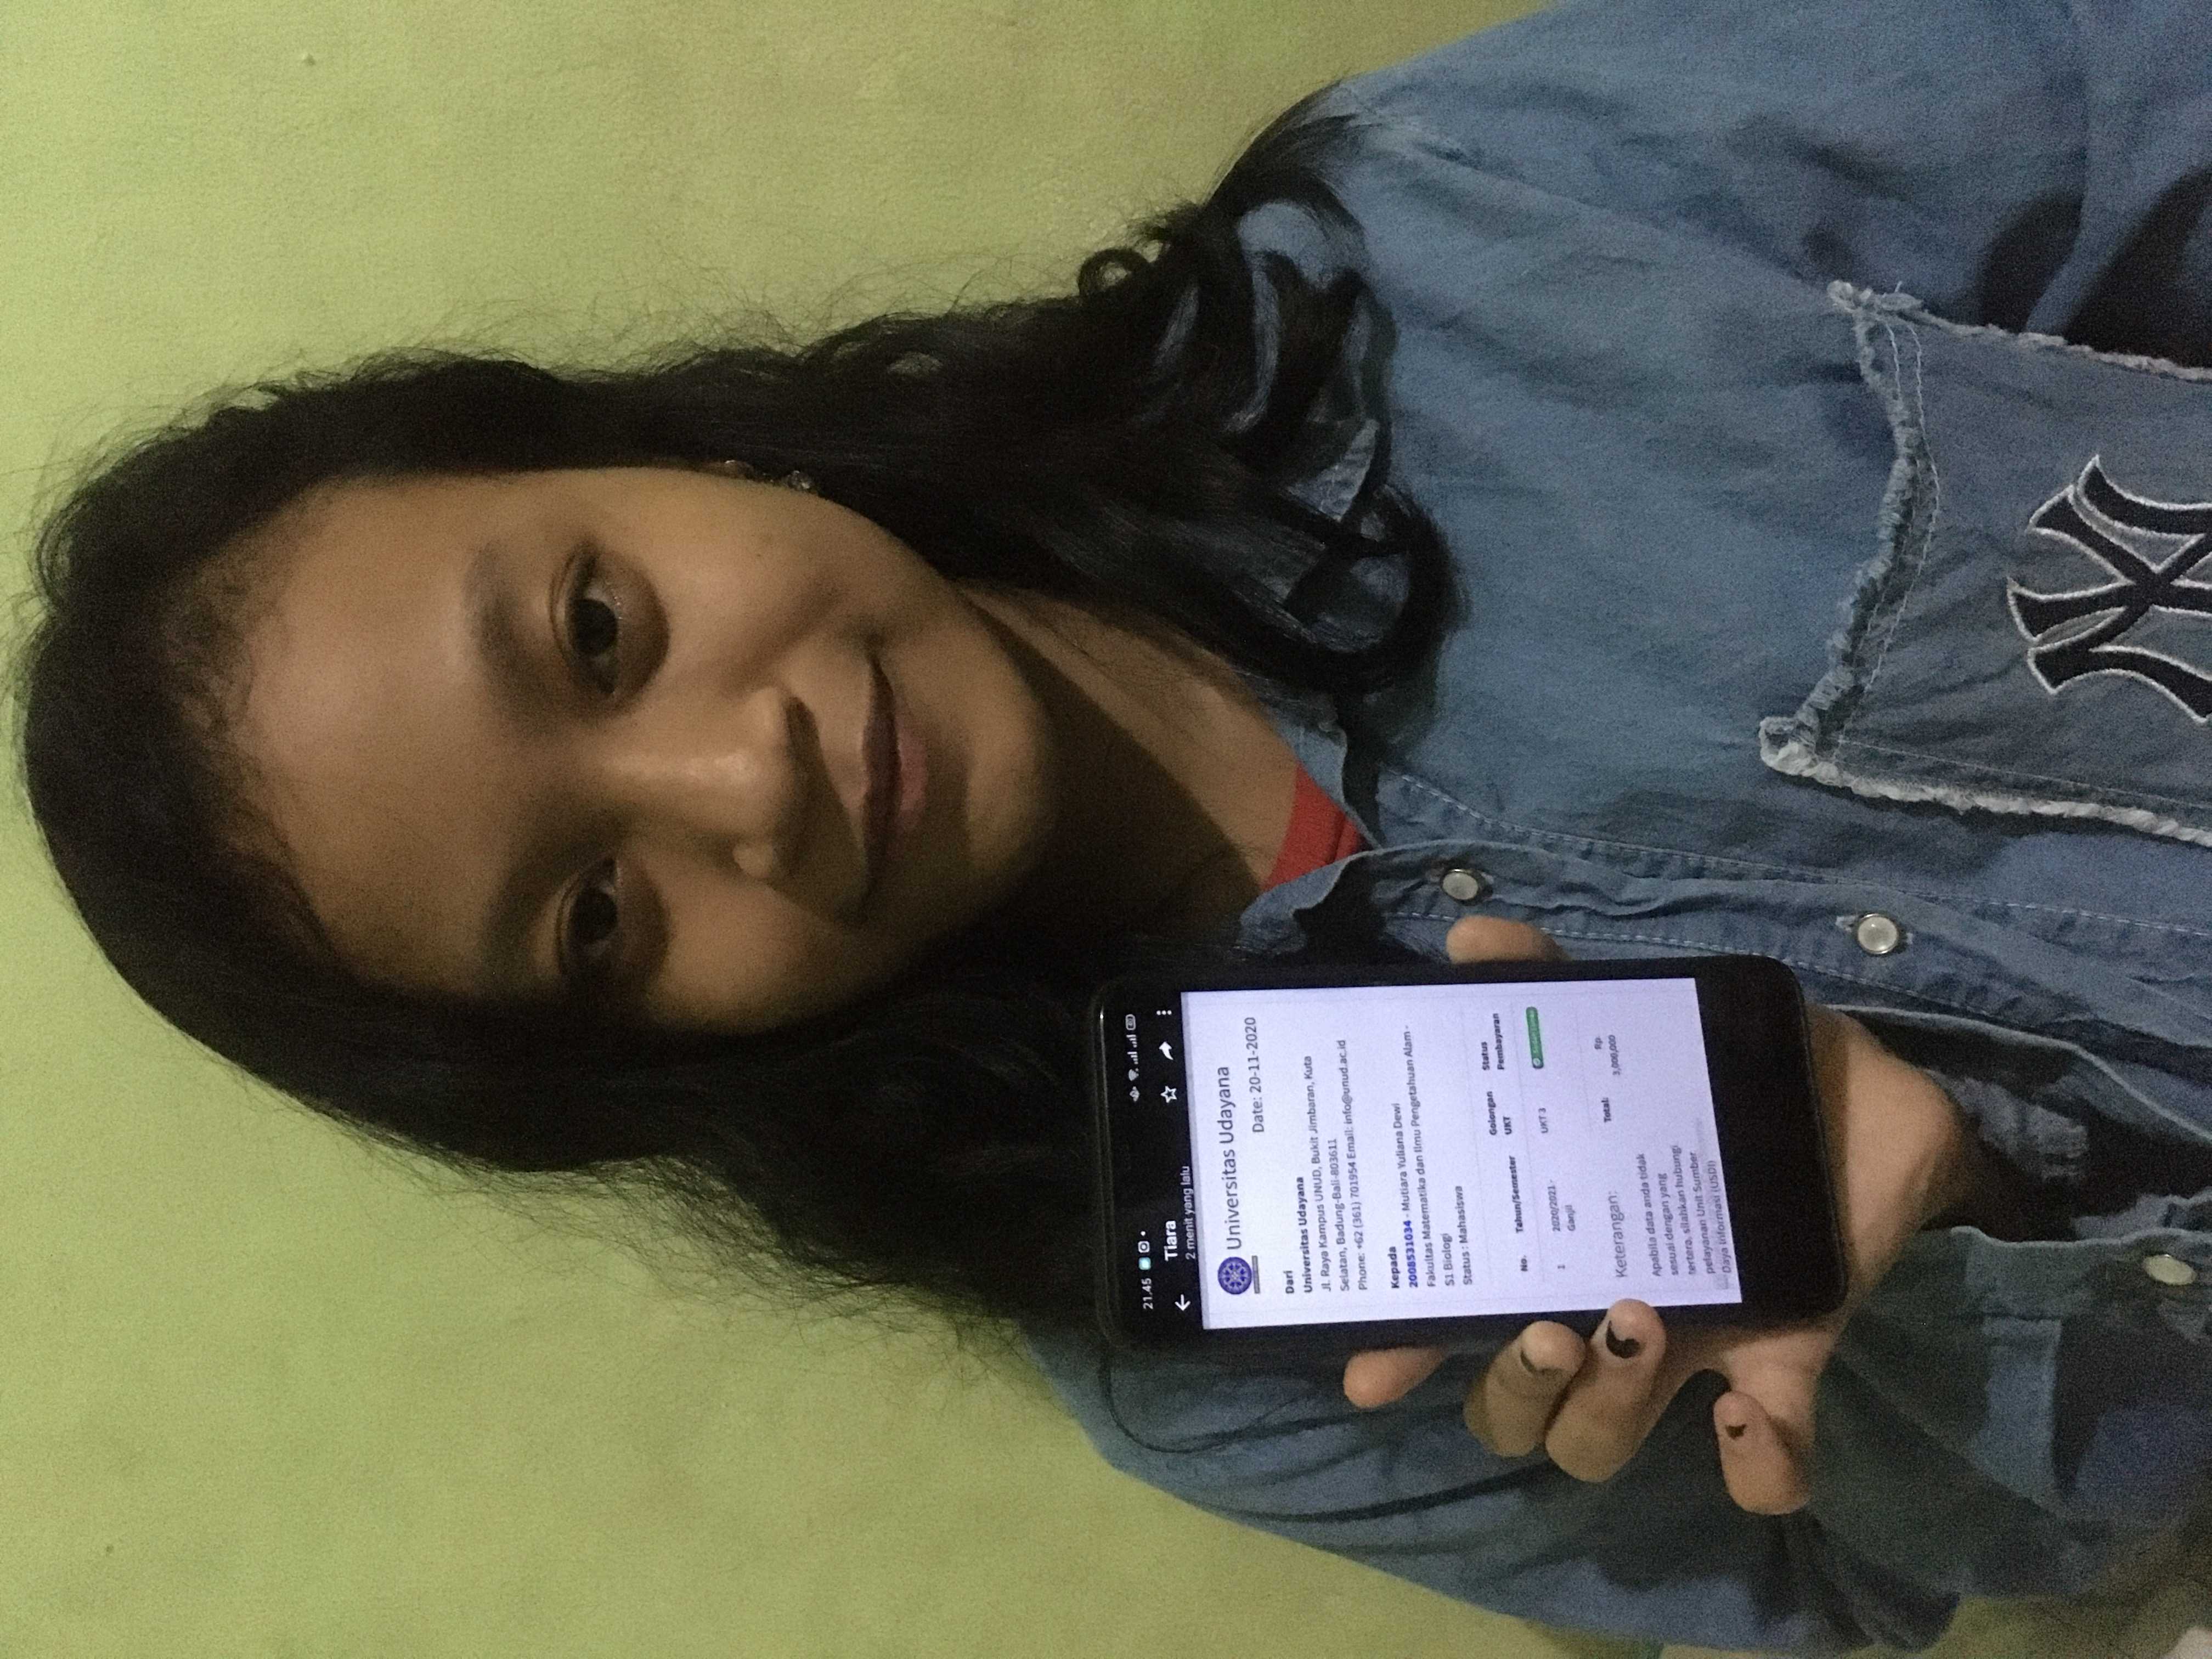 21.45
Tiara
2 menit yang lalu
Universitas Udayana
Date: 20-11-2020
Dari
Universitas Udayana
Jl. Raya Kampus UNUD, Bukit Jimbaran, Kuta
Selatan, Badung-Bali-803611
Phone: +62 (361) 701954 Email: info@unud.ac.id
Kepada
2008531034 - Mutiara Yuliana Dewi
Fakultas Matematika dan Ilmu Pengetahuan Alam -
S1 Biologi
Status : Mahasiswa
No. Tahun/Semester Golongan UKT Status Pembayaran
1 2020/2021 - Ganjil UKT 3
Total: Rp. 3,000,000
Keterangan:
Apabila data anda tidak
sesuai dengan yang
tertera, silahkan hubungi
pelayanan Unit Sumber
Daya Informasi (USDI)
NY